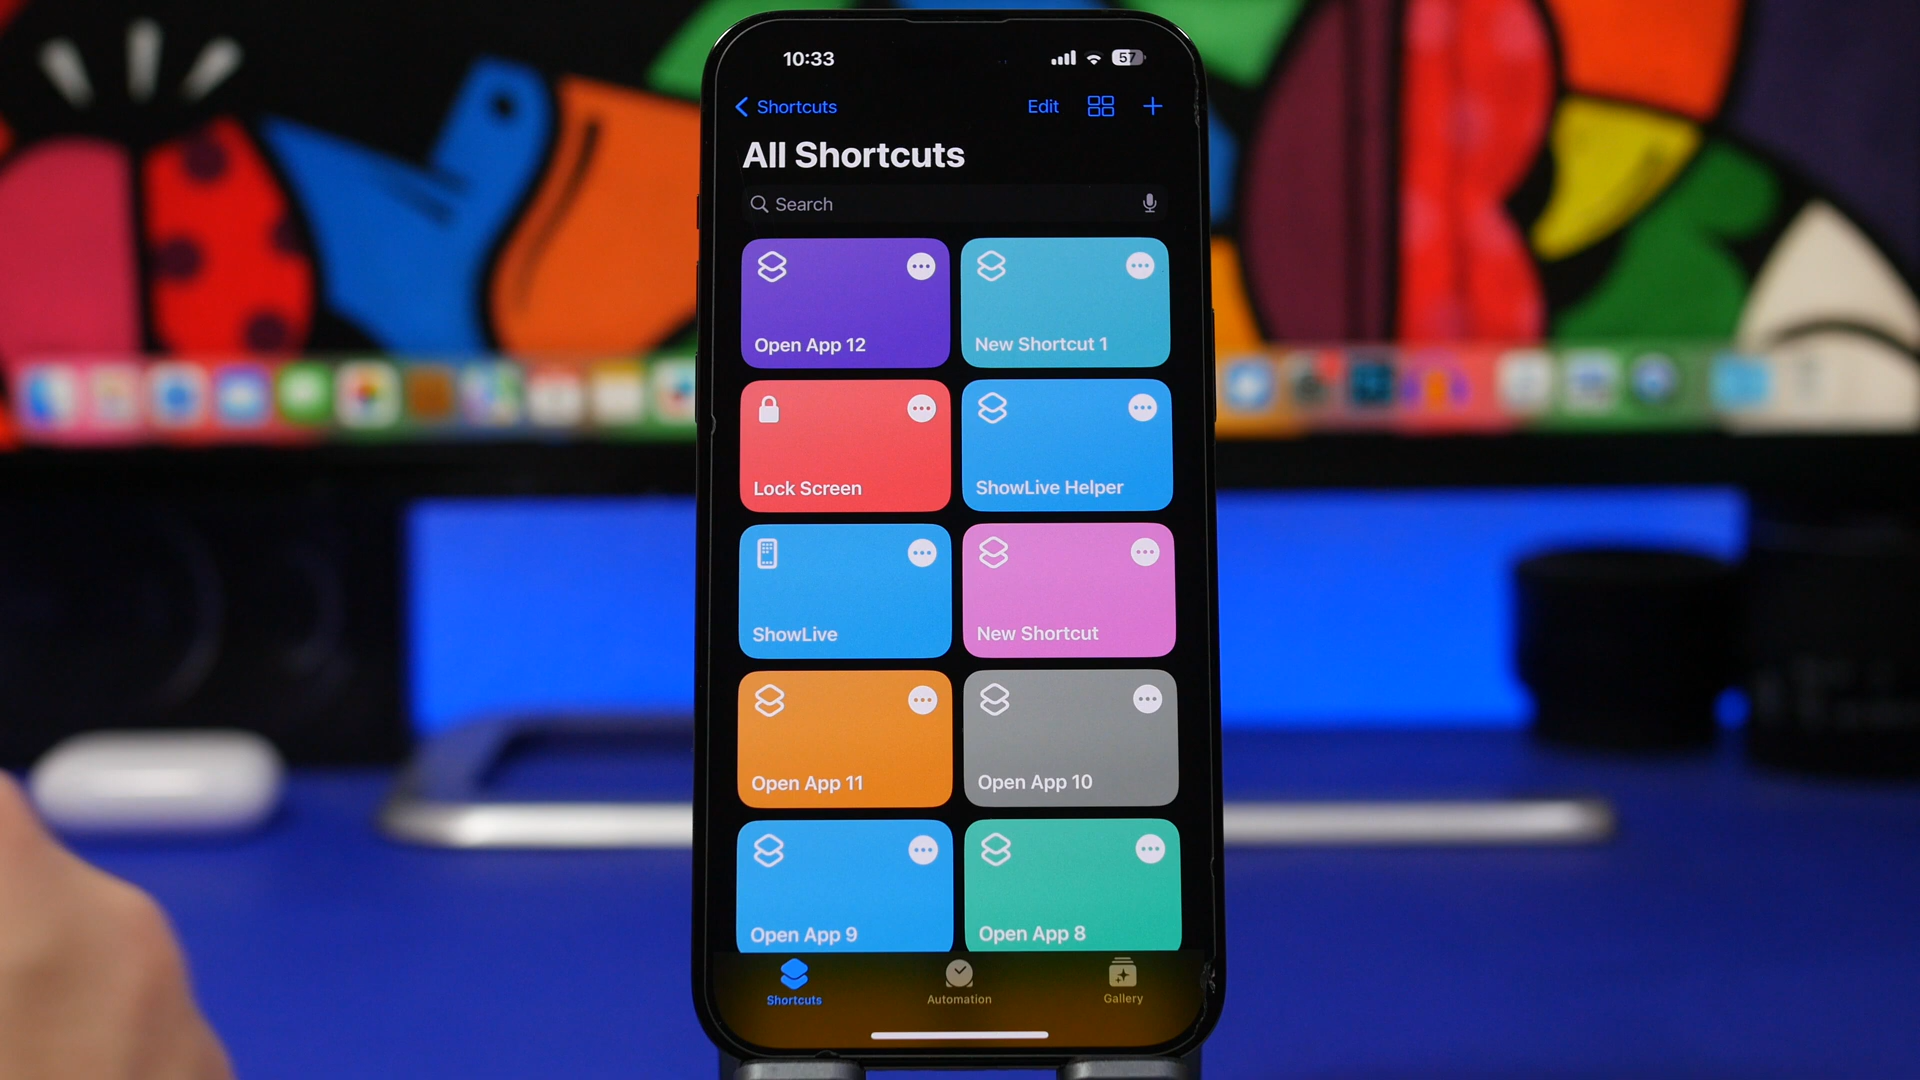 10:33
57
Shortcuts
Edit
All Shortcuts
Search
Open App 12
New Shortcut 1
Lock Screen
ShowLive Helper
ShowLive
New Shortcut
Open App 11
Open App 10
Open App 9
Open App 8
Shortcuts
Automation
Gallery